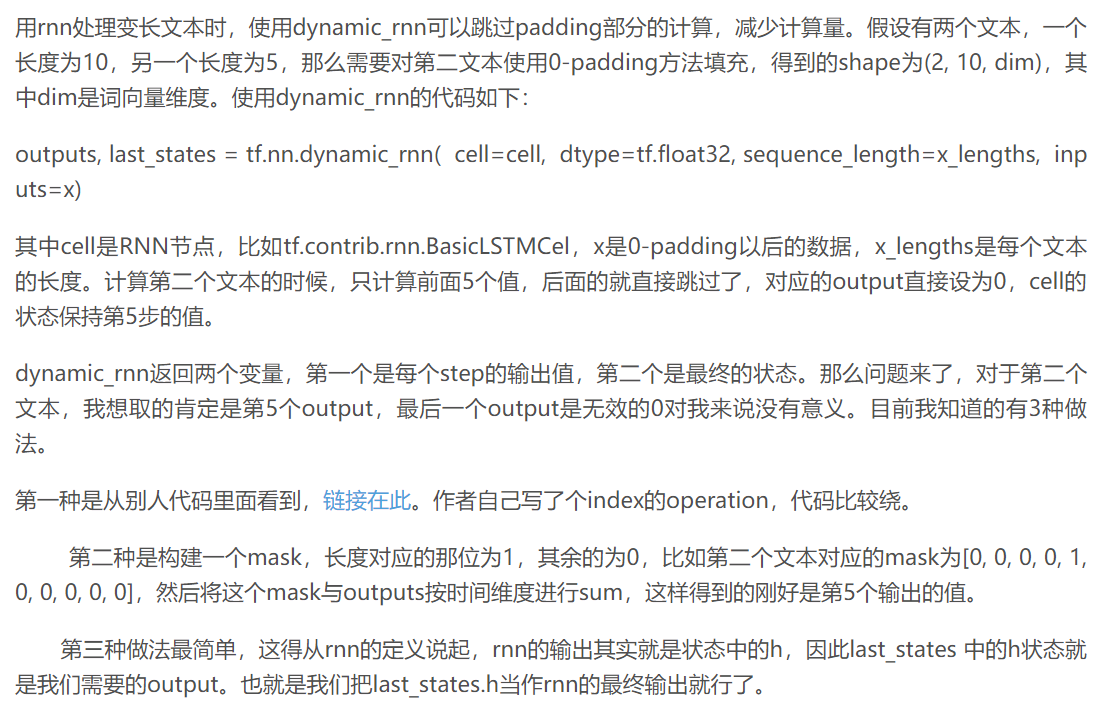 用rnn处理变长文本时，使用dynamic_rnn可以跳过padding部分的计算，减少计算量。假设有两个文本，一个
长度为10，另一个长度为5，那么需要对第二文本使用0-padding方法填充，得到的shape为(2, 10, dim)，其
中dim是词向量维度。使用dynamic_rnn的代码如下：
outputs, last_states = tf.nn.dynamic_rnn( cell=cell, dtype=tf.float32, sequence_length=x_lengths, inp
uts=x)
其中cell是RNN节点，比如tf.contrib.rnn.BasicLSTMCel，x是0-padding以后的数据，x_lengths是每个文本
的长度。计算第二个文本的时候，只计算前面5个值，后面的就直接跳过了，对应的output直接设为0，cell的
状态保持第5步的值。
dynamic_rnn返回两个变量，第一个是每个step的输出值，第二个是最终的状态。那么问题来了，对于第二个
文本，我想取的肯定是第5个output，最后一个output是无效的0对我来说没有意义。目前我知道的有3种做
法。
第一种是从别人代码里面看到，链接在此。作者自己写了个index的operation，代码比较绕。
第二种是构建一个mask，长度对应的那位为1，其余的为0，比如第二个文本对应的mask为[0, 0, 0, 0, 1,
0, 0, 0, 0, 0]，然后将这个mask与outputs按时间维度进行sum，这样得到的刚好是第5个输出的值。
第三种做法最简单，这得从rnn的定义说起，rnn的输出其实就是状态中的h，因此last_states 中的h状态就
是我们需要的output。也就是我们把last_states.h当作rnn的最终输出就行了。